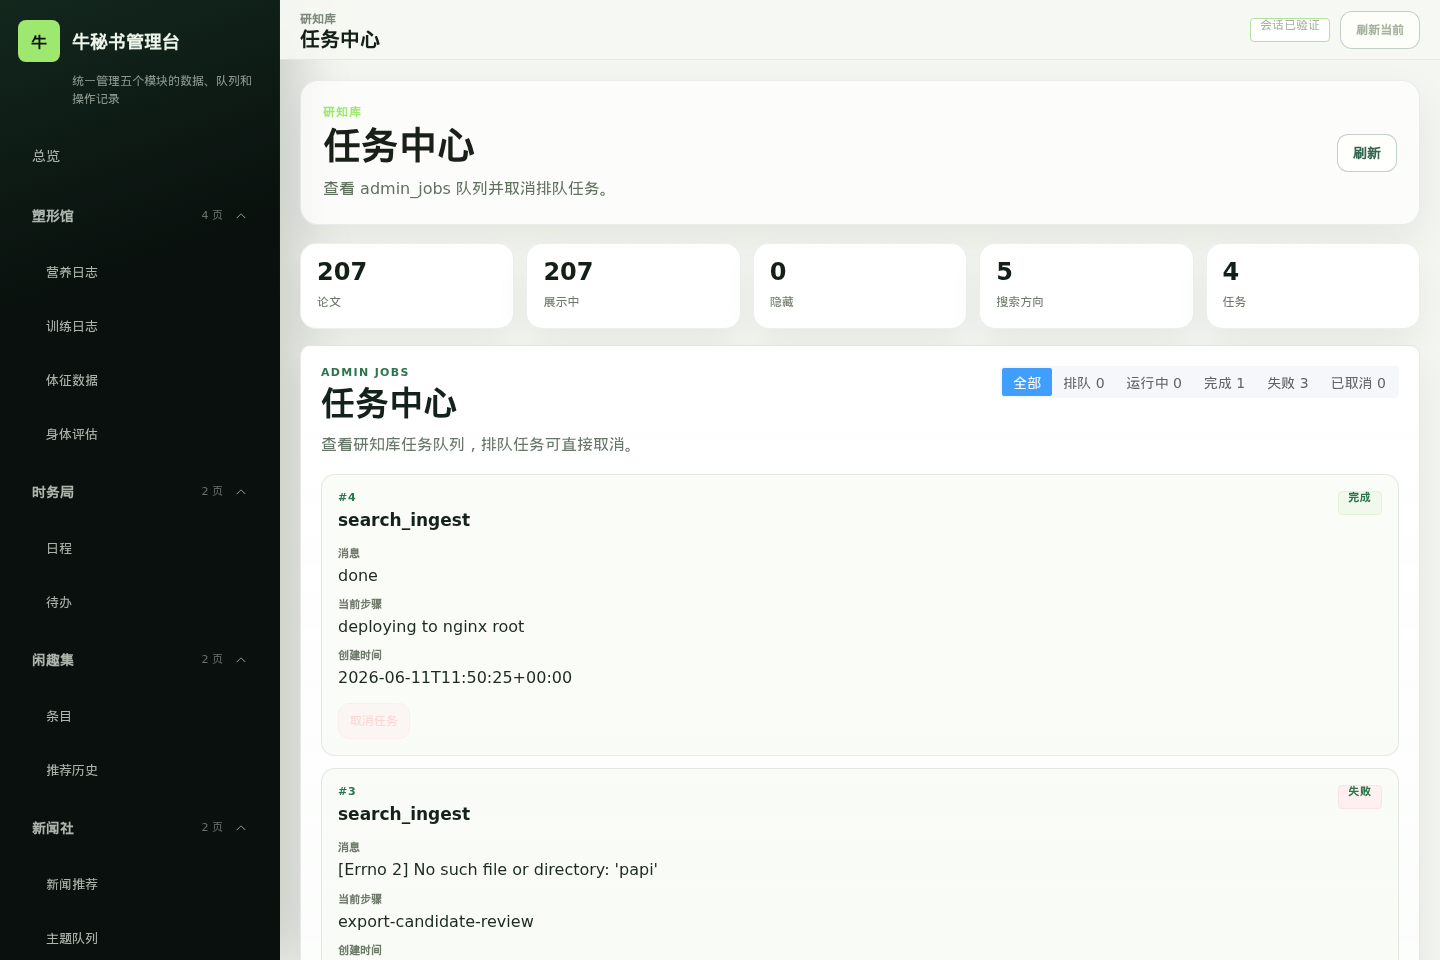 牛
牛秘书管理台
统一管理五个模块的数据、队列和
操作记录
总览
塑形馆
4 页
营养日志
训练日志
体征数据
身体评估
时务局
2 页
日程
待办
闲趣集
2 页
条目
推荐历史
新闻社
2 页
新闻推荐
主题队列
研知库
任务中心
会话已验证
刷新当前
研知库
任务中心
查看 admin_jobs 队列并取消排队任务。
刷新
207
论文
207
展示中
0
隐藏
5
搜索方向
4
任务
ADMIN JOBS
任务中心
查看研知库任务队列，排队任务可直接取消。
全部
排队 0
运行中 0
完成 1
失败 3
已取消 0
#4
search_ingest
完成
消息
done
当前步骤
deploying to nginx root
创建时间
2026-06-11T11:50:25+00:00
取消任务
#3
search_ingest
失败
消息
[Errno 2] No such file or directory: 'papi'
当前步骤
export-candidate-review
创建时间